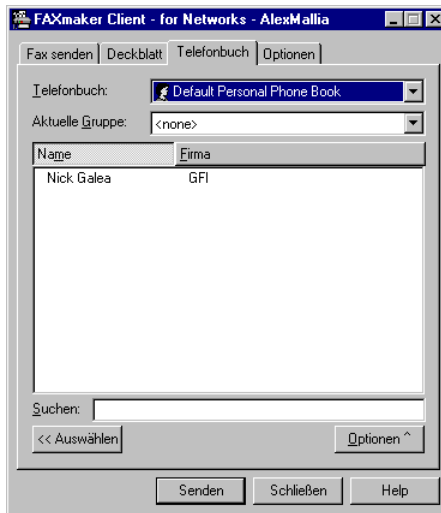 FAXmaker Client - for Networks - AlexMallia
Fax senden Deckblatt Telefonbuch Optionen
Telefonbuch: Default Personal Phone Book
Aktuelle Gruppe: <none>
Name Firma
Nick Galea GFI
Suchen:
<< Auswählen Optionen ^
Senden Schließen Help